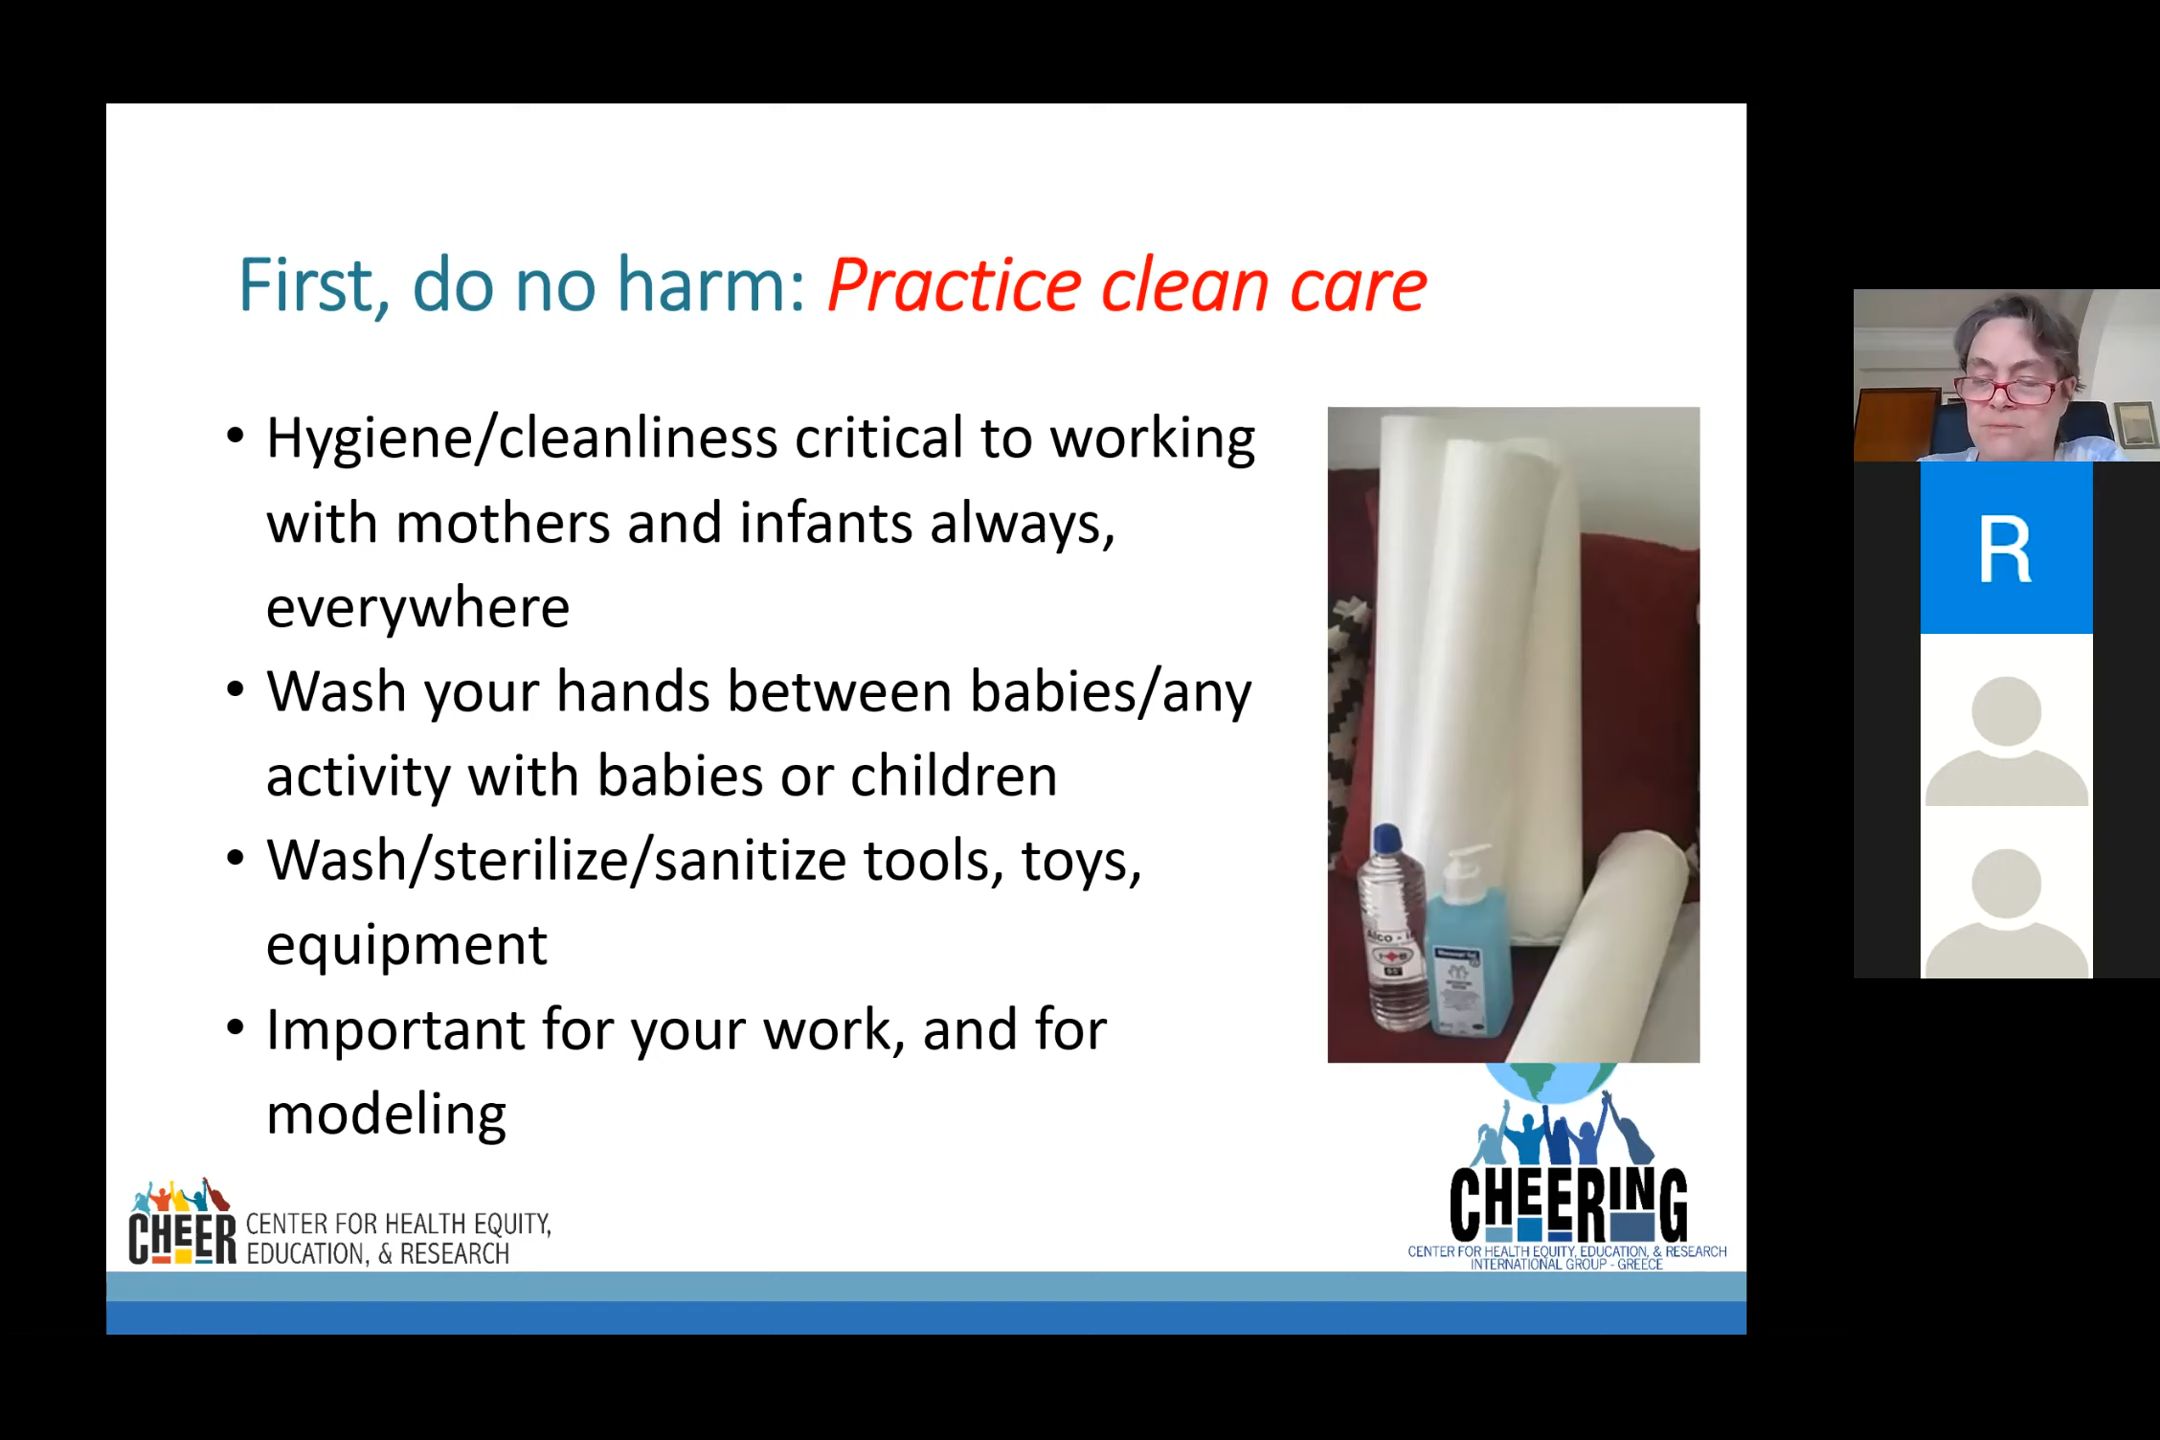 First, do no harm: Practice clean care
• Hygiene/cleanliness critical to working
with mothers and infants always,
everywhere
• Wash your hands between babies/any
activity with babies or children
• Wash/sterilize/sanitize tools, toys,
equipment
• Important for your work, and for
modeling
R
CHEER CENTER FOR HEALTH EQUITY,
EDUCATION, & RESEARCH
CHEERING
CENTER FOR HEALTH EQUITY, EDUCATION, & RESEARCH
INTERNATIONAL GROUP - GREECE